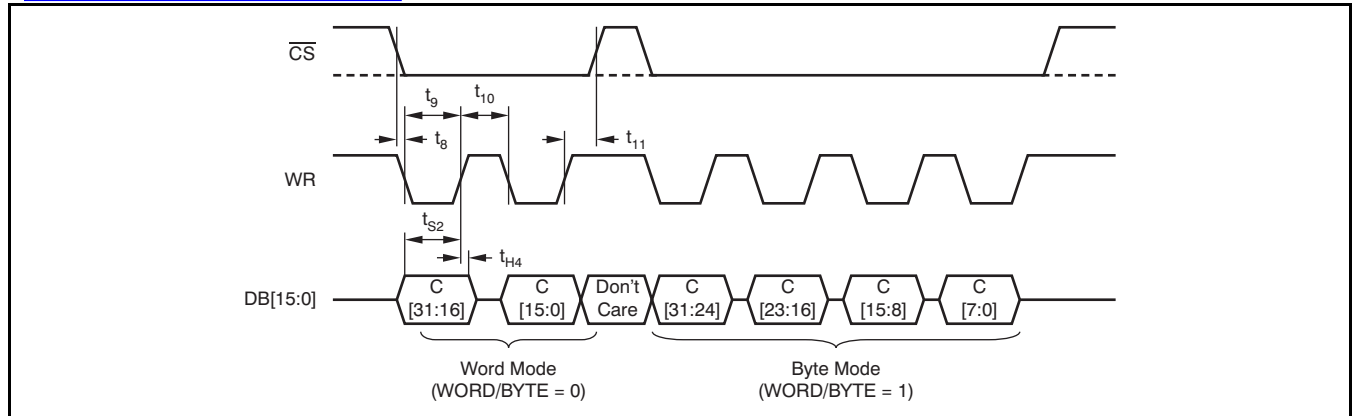 CS
t9 t10
t8 t11
WR
tS2
tH4
DB[15:0]
C
[31:16]
C
[15:0]
Don't
Care
C
[31:24]
C
[23:16]
C
[15:8]
C
[7:0]
Word Mode
(WORD/BYTE = 0)
Byte Mode
(WORD/BYTE = 1)